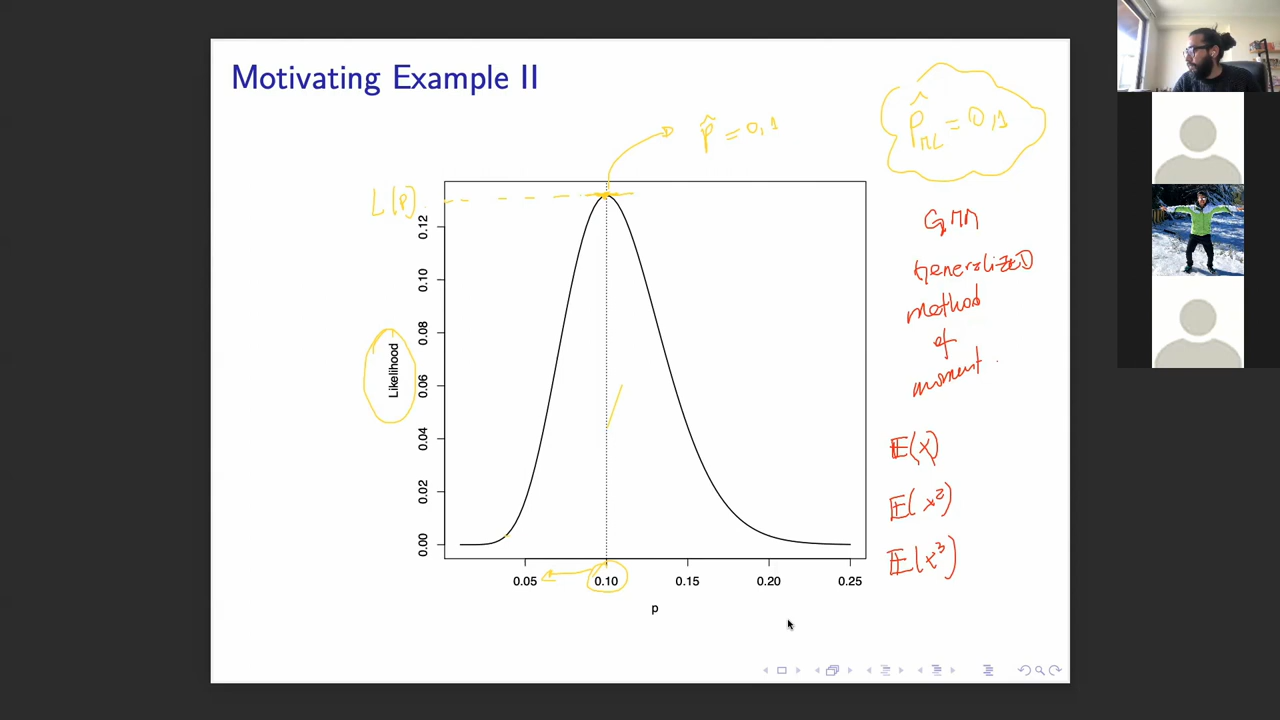 Motivating Example II
p̂ = 0,1
p̂ML = 0,1
L(p̂)
GMM
Generalized
method
of
moment.
E(x)
E(x²)
E(x³)
Likelihood
0.12
0.10
0.08
0.06
0.04
0.02
0.00
0.05 0.10 0.15 0.20 0.25
p